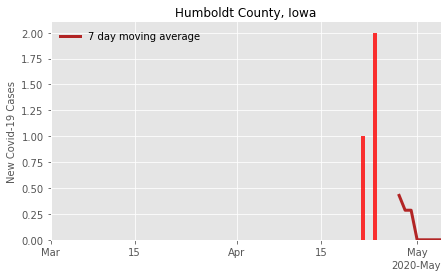 Humboldt County, Iowa
7 day moving average
New Covid-19 Cases
2.00
1.75
1.50
1.25
1.00
0.75
0.50
0.25
0.00
Mar
15
Apr
15
May
2020-May